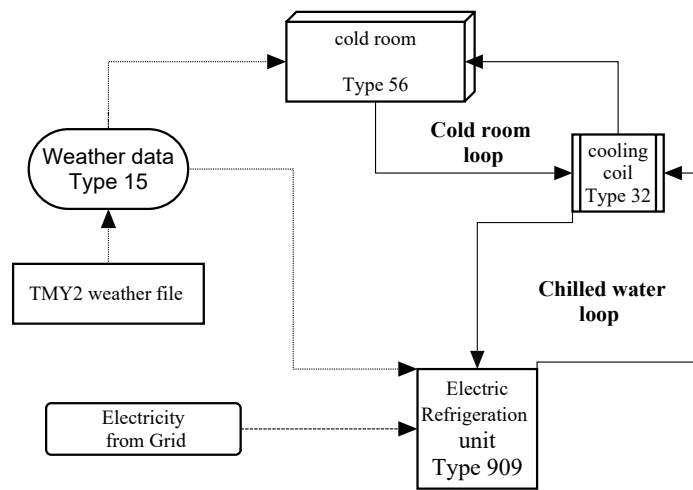 cold room
Type 56
Cold room
loop
cooling
coil
Type 32
Weather data
Type 15
TMY2 weather file
Chilled water
loop
Electric
Refrigeration
unit
Type 909
Electricity
from Grid